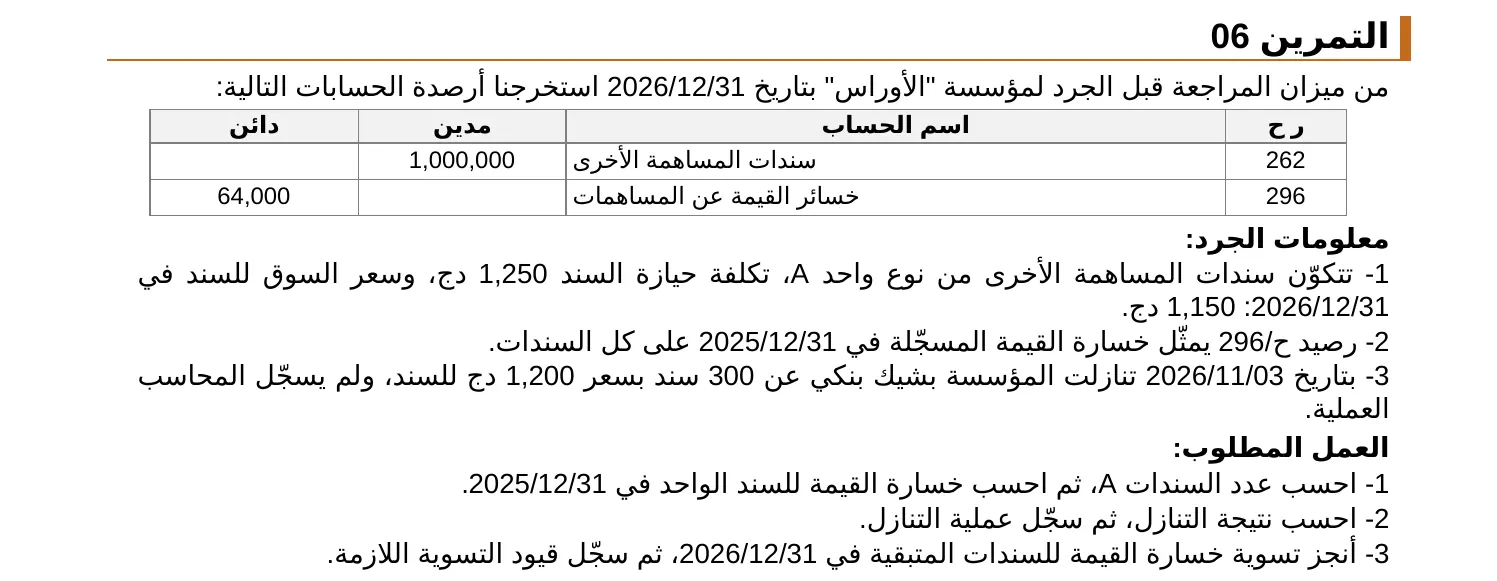 التمرين 06
من ميزان المراجعة قبل الجرد لمؤسسة "الأوراس" بتاريخ 2026/12/31 استخرجنا أرصدة الحسابات التالية:
ر ح اسم الحساب مدين دائن
262 سندات المساهمة الأخرى 1,000,000
296 خسائر القيمة عن المساهمات 64,000
معلومات الجرد:
1- تتكوّن سندات المساهمة الأخرى من نوع واحد A، تكلفة حيازة السند 1,250 دج، وسعر السوق للسند في
2026/12/31: 1,150 دج.
2- رصيد ح/296 يمثّل خسارة القيمة المسجّلة في 2025/12/31 على كل السندات.
3- بتاريخ 2026/11/03 تنازلت المؤسسة بشيك بنكي عن 300 سند بسعر 1,200 دج للسند، ولم يسجّل المحاسب
العملية.
العمل المطلوب:
1- احسب عدد السندات A، ثم احسب خسارة القيمة للسند الواحد في 2025/12/31.
2- احسب نتيجة التنازل، ثم سجّل عملية التنازل.
3- أنجز تسوية خسارة القيمة للسندات المتبقية في 2026/12/31، ثم سجّل قيود التسوية اللازمة.